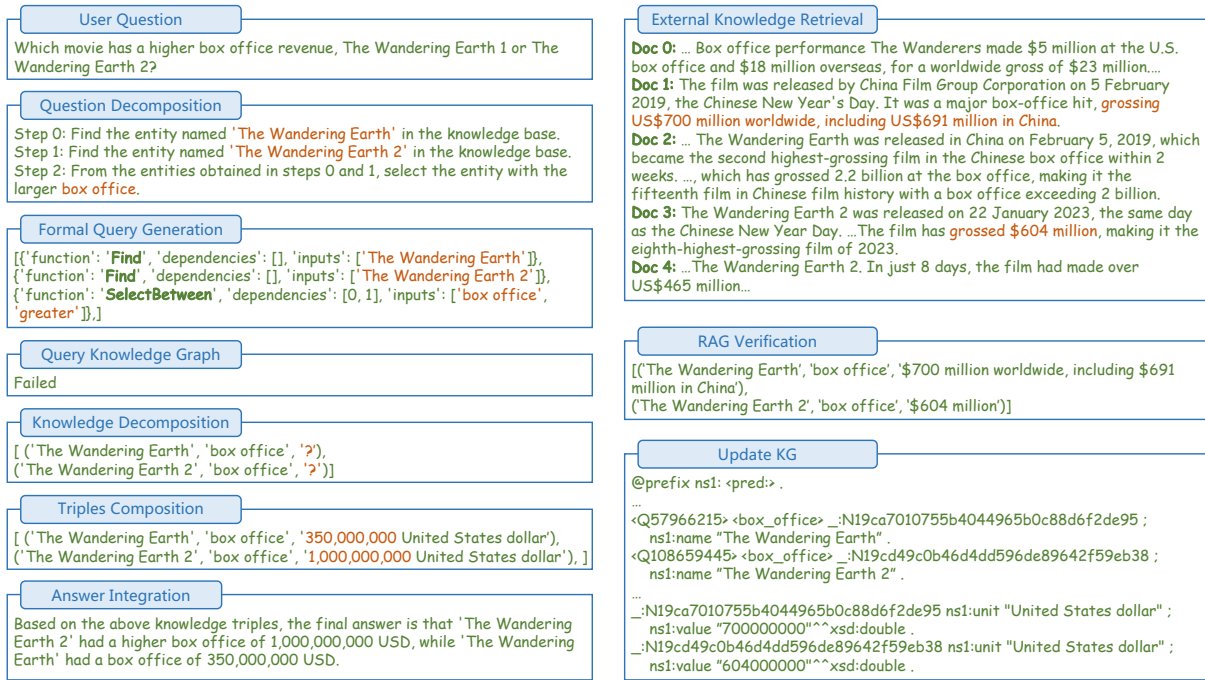 User Question
Which movie has a higher box office revenue, The Wandering Earth 1 or The
Wandering Earth 2?
Question Decomposition
Step 0: Find the entity named 'The Wandering Earth' in the knowledge base.
Step 1: Find the entity named 'The Wandering Earth 2' in the knowledge base.
Step 2: From the entities obtained in steps 0 and 1, select the entity with the
larger box office.
Formal Query Generation
[{'function': 'Find', 'dependencies': [], 'inputs': ['The Wandering Earth']},
{'function': 'Find', 'dependencies': [], 'inputs': ['The Wandering Earth 2']},
{'function': 'SelectBetween', 'dependencies': [0, 1], 'inputs': ['box office',
'greater']},]
Query Knowledge Graph
Failed
Knowledge Decomposition
[ ('The Wandering Earth', 'box office', '?'),
('The Wandering Earth 2', 'box office', '?')]
Triples Composition
[ ('The Wandering Earth', 'box office', '350,000,000 United States dollar'),
('The Wandering Earth 2', 'box office', '1,000,000,000 United States dollar'), ]
Answer Integration
Based on the above knowledge triples, the final answer is that 'The Wandering
Earth 2' had a higher box office of 1,000,000,000 USD, while 'The Wandering
Earth' had a box office of 350,000,000 USD.
External Knowledge Retrieval
Doc 0: … Box office performance The Wanderers made $5 million at the U.S.
box office and $18 million overseas, for a worldwide gross of $23 million.…
Doc 1: The film was released by China Film Group Corporation on 5 February
2019, the Chinese New Year's Day. It was a major box-office hit, grossing
US$700 million worldwide, including US$691 million in China.
Doc 2: … The Wandering Earth was released in China on February 5, 2019, which
became the second highest-grossing film in the Chinese box office within 2
weeks. …, which has grossed 2.2 billion at the box office, making it the
fifteenth film in Chinese film history with a box office exceeding 2 billion.
Doc 3: The Wandering Earth 2 was released on 22 January 2023, the same day
as the Chinese New Year Day. …The film has grossed $604 million, making it the
eighth-highest-grossing film of 2023.
Doc 4: …The Wandering Earth 2. In just 8 days, the film had made over
US$465 million…
RAG Verification
[('The Wandering Earth', 'box office', '$700 million worldwide, including $691
million in China'),
('The Wandering Earth 2', 'box office', '$604 million')]
Update KG
@prefix ns1: <pred:> .
…
<Q57966215> <box_office> _:N19ca7010755b4044965b0c88d6f2de95 ;
ns1:name "The Wandering Earth" .
<Q108659445> <box_office> _:N19cd49c0b46d4dd596de89642f59eb38 ;
ns1:name "The Wandering Earth 2" .
…
_:N19ca7010755b4044965b0c88d6f2de95 ns1:unit "United States dollar" ;
ns1:value "700000000"^^xsd:double .
_:N19cd49c0b46d4dd596de89642f59eb38 ns1:unit "United States dollar" ;
ns1:value "604000000"^^xsd:double .